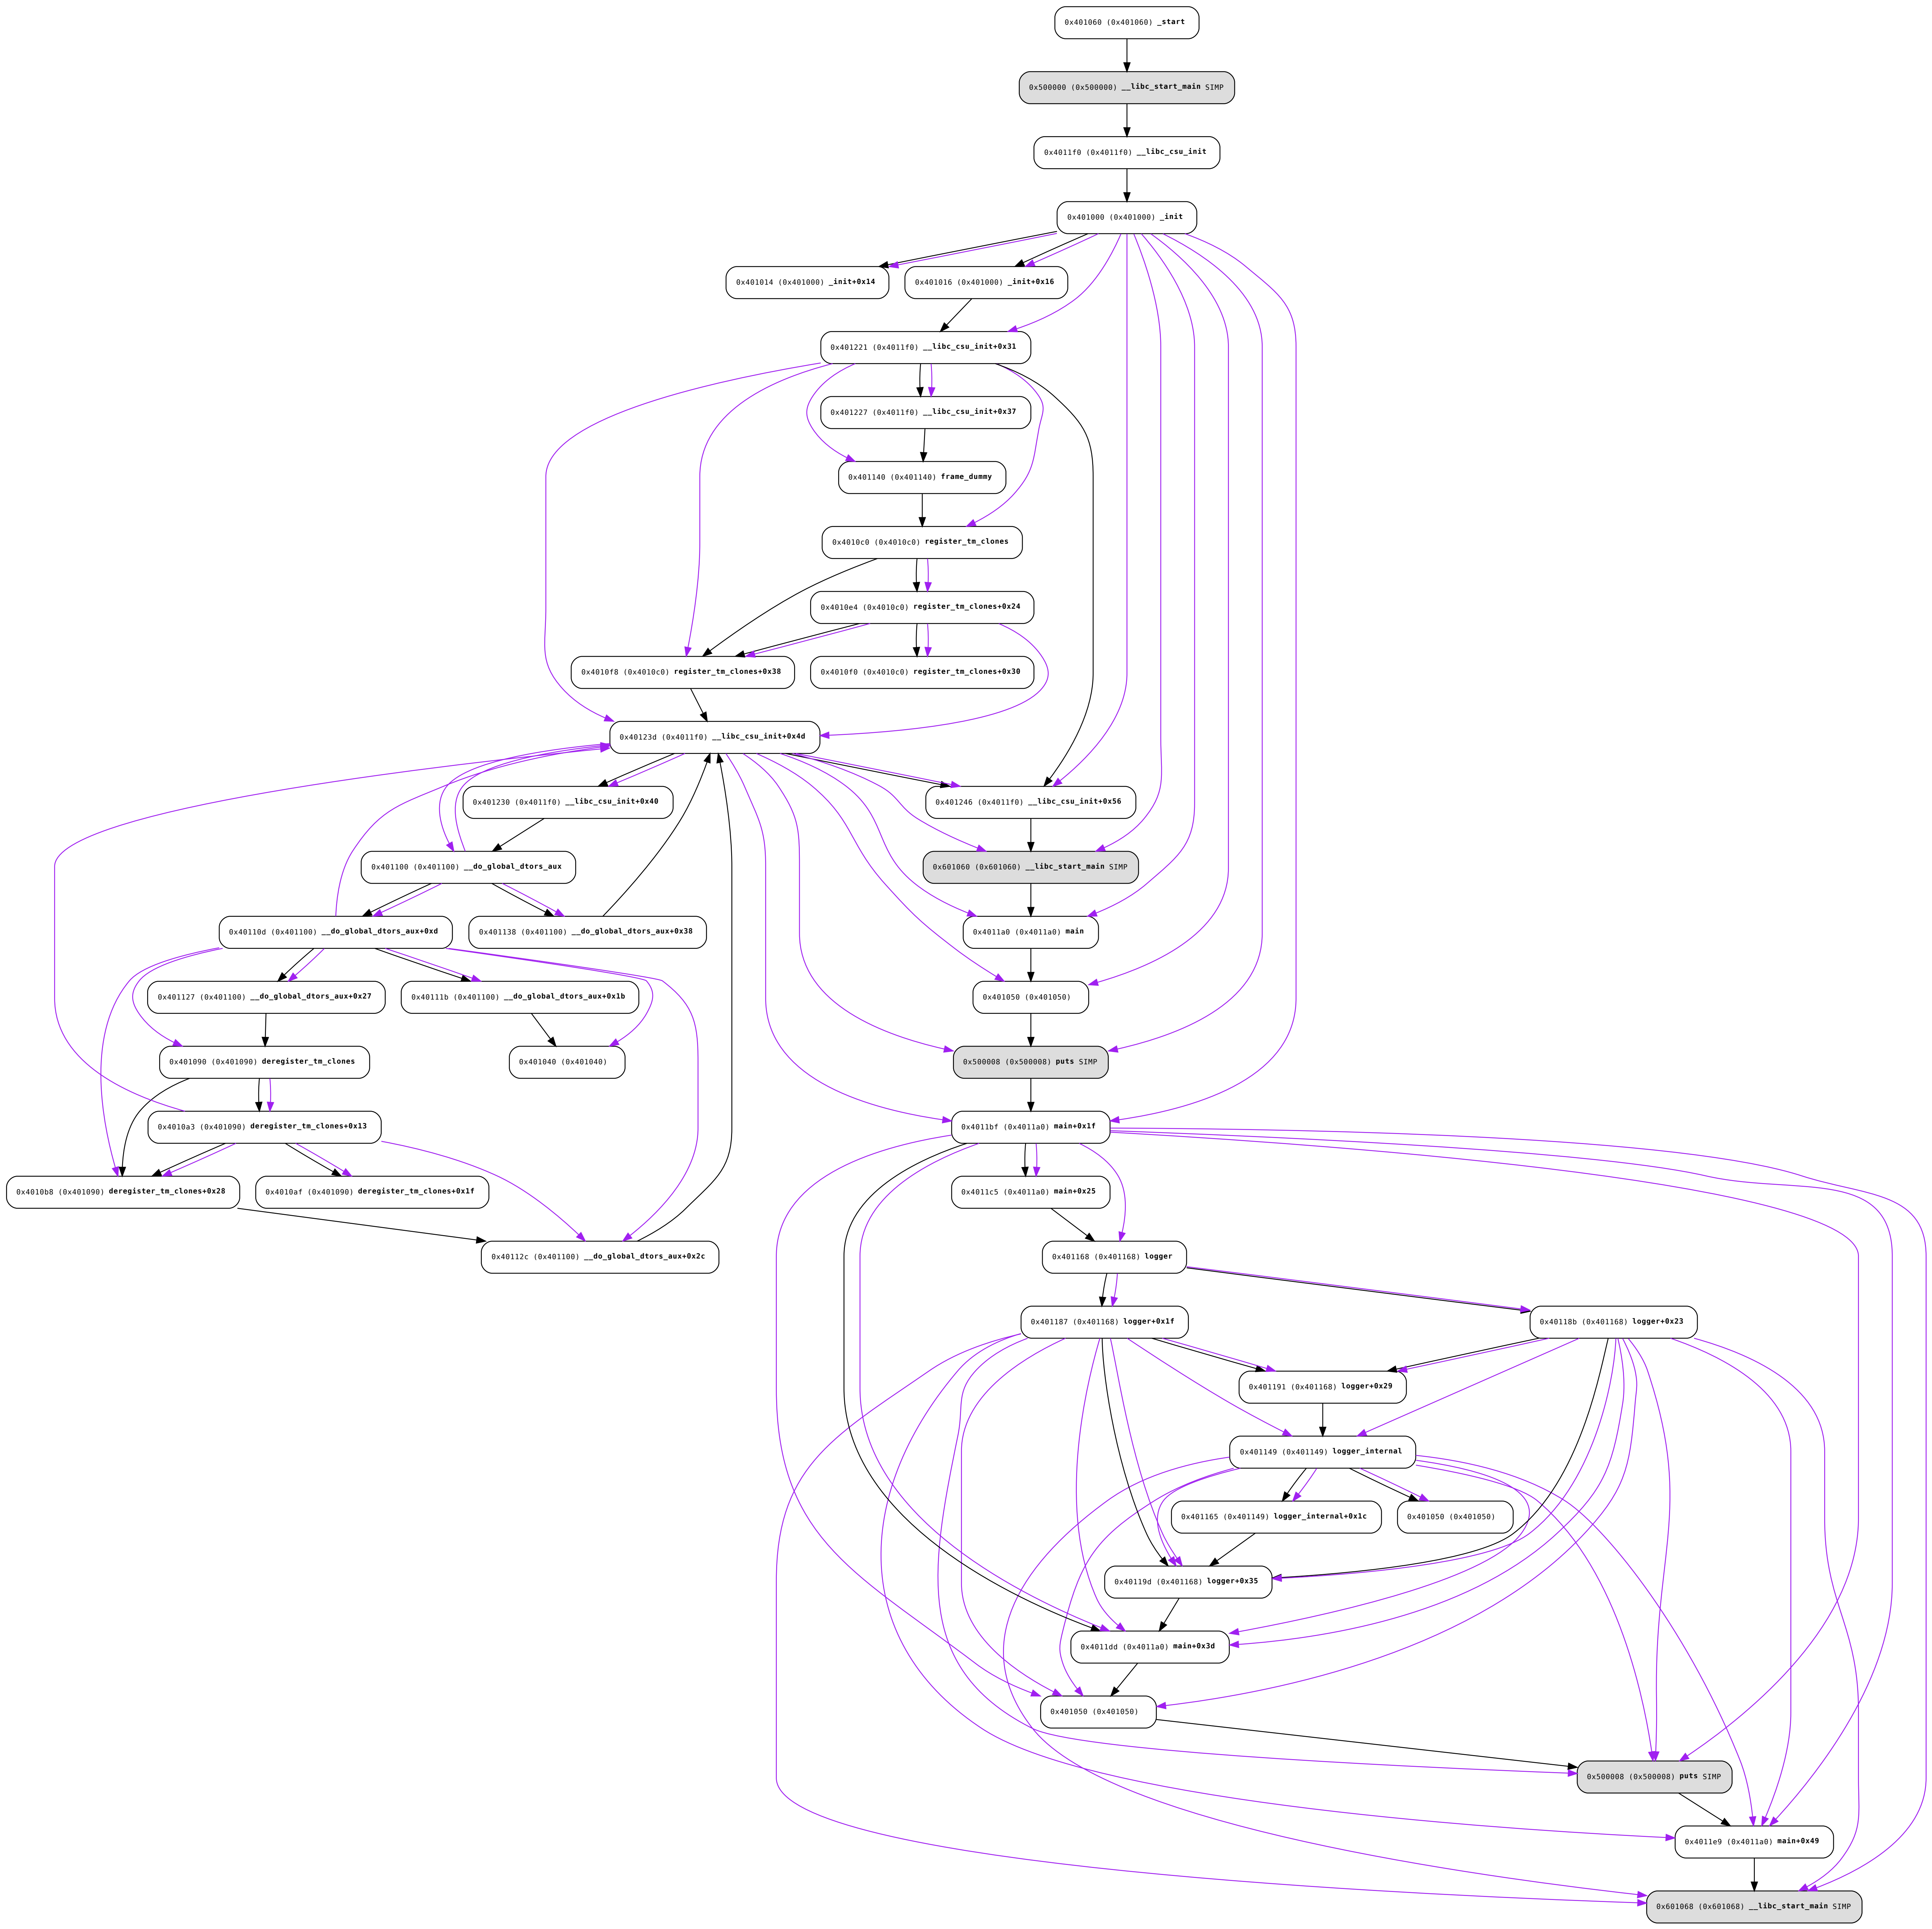 0x401060 (0x401060) _start
0x500000 (0x500000) __libc_start_main SIMP
0x4011f0 (0x4011f0) __libc_csu_init
0x401000 (0x401000) _init
0x401014 (0x401000) _init+0x14
0x401016 (0x401000) _init+0x16
0x401221 (0x4011f0) __libc_csu_init+0x31
0x401227 (0x4011f0) __libc_csu_init+0x37
0x401140 (0x401140) frame_dummy
0x4010c0 (0x4010c0) register_tm_clones
0x4010e4 (0x4010c0) register_tm_clones+0x24
0x4010f8 (0x4010c0) register_tm_clones+0x38
0x4010f0 (0x4010c0) register_tm_clones+0x30
0x40123d (0x4011f0) __libc_csu_init+0x4d
0x401230 (0x4011f0) __libc_csu_init+0x40
0x401246 (0x4011f0) __libc_csu_init+0x56
0x401100 (0x401100) __do_global_dtors_aux
0x601060 (0x601060) __libc_start_main SIMP
0x40110d (0x401100) __do_global_dtors_aux+0xd
0x401138 (0x401100) __do_global_dtors_aux+0x38
0x4011a0 (0x4011a0) main
0x401127 (0x401100) __do_global_dtors_aux+0x27
0x40111b (0x401100) __do_global_dtors_aux+0x1b
0x401050 (0x401050)
0x401090 (0x401090) deregister_tm_clones
0x401040 (0x401040)
0x500008 (0x500008) puts SIMP
0x4010a3 (0x401090) deregister_tm_clones+0x13
0x4011bf (0x4011a0) main+0x1f
0x4010b8 (0x401090) deregister_tm_clones+0x28
0x4010af (0x401090) deregister_tm_clones+0x1f
0x4011c5 (0x4011a0) main+0x25
0x40112c (0x401100) __do_global_dtors_aux+0x2c
0x401168 (0x401168) logger
0x401187 (0x401168) logger+0x1f
0x40118b (0x401168) logger+0x23
0x401191 (0x401168) logger+0x29
0x401149 (0x401149) logger_internal
0x401165 (0x401149) logger_internal+0x1c
0x401050 (0x401050)
0x40119d (0x401168) logger+0x35
0x4011dd (0x4011a0) main+0x3d
0x401050 (0x401050)
0x500008 (0x500008) puts SIMP
0x4011e9 (0x4011a0) main+0x49
0x601068 (0x601068) __libc_start_main SIMP